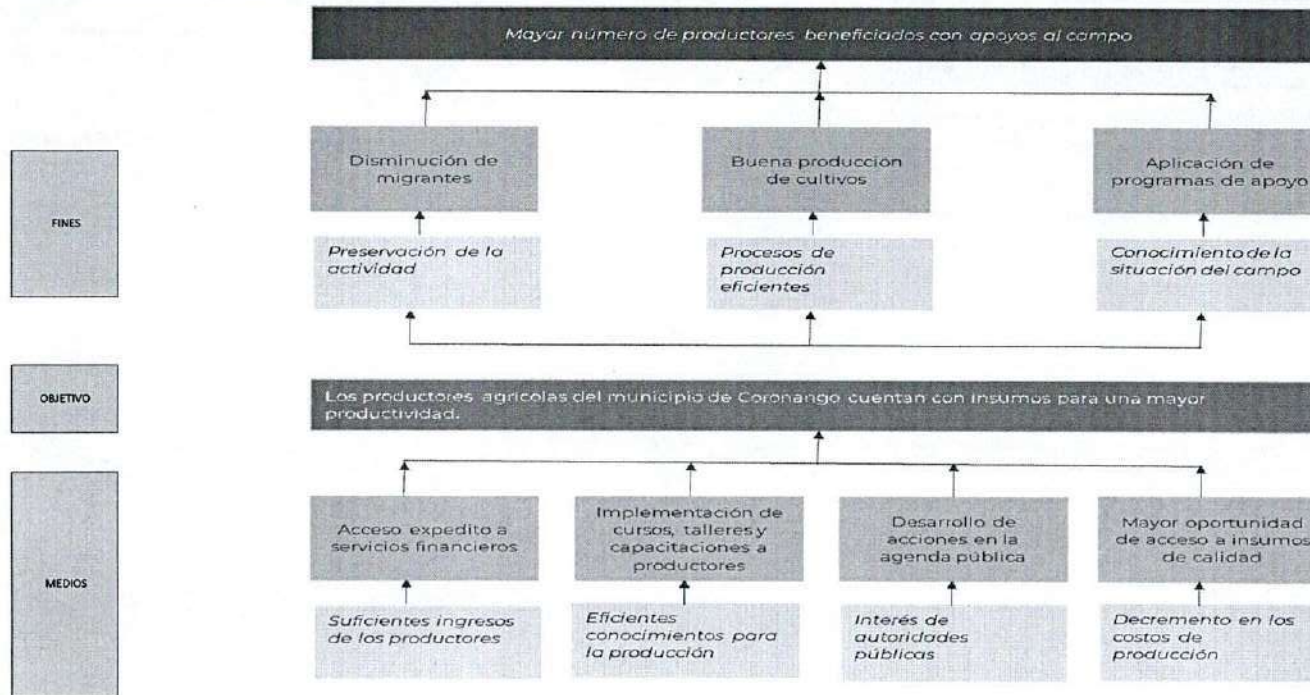 Mayor número de productores beneficiados con apoyos al campo
Disminución de
migrantes
Buena producción
de cultivos
Aplicación de
programas de apoyo
FINES
Preservación de la
actividad
Procesos de
producción
eficientes
Conocimiento de la
situación del campo
OBJETIVO
Los productores agrícolas del municipio de Coronango cuentan con insumos para una mayor
productividad.
MEDIOS
Acceso expedito a
servicios financieros
Implementación de
cursos, talleres y
capacitaciones a
productores
Desarrollo de
acciones en la
agenda pública
Mayor oportunidad
de acceso a insumos
de calidad
Suficientes ingresos
de los productores
Eficientes
conocimientos para
la producción
Interés de
autoridades
públicas
Decremento en los
costos de
producción